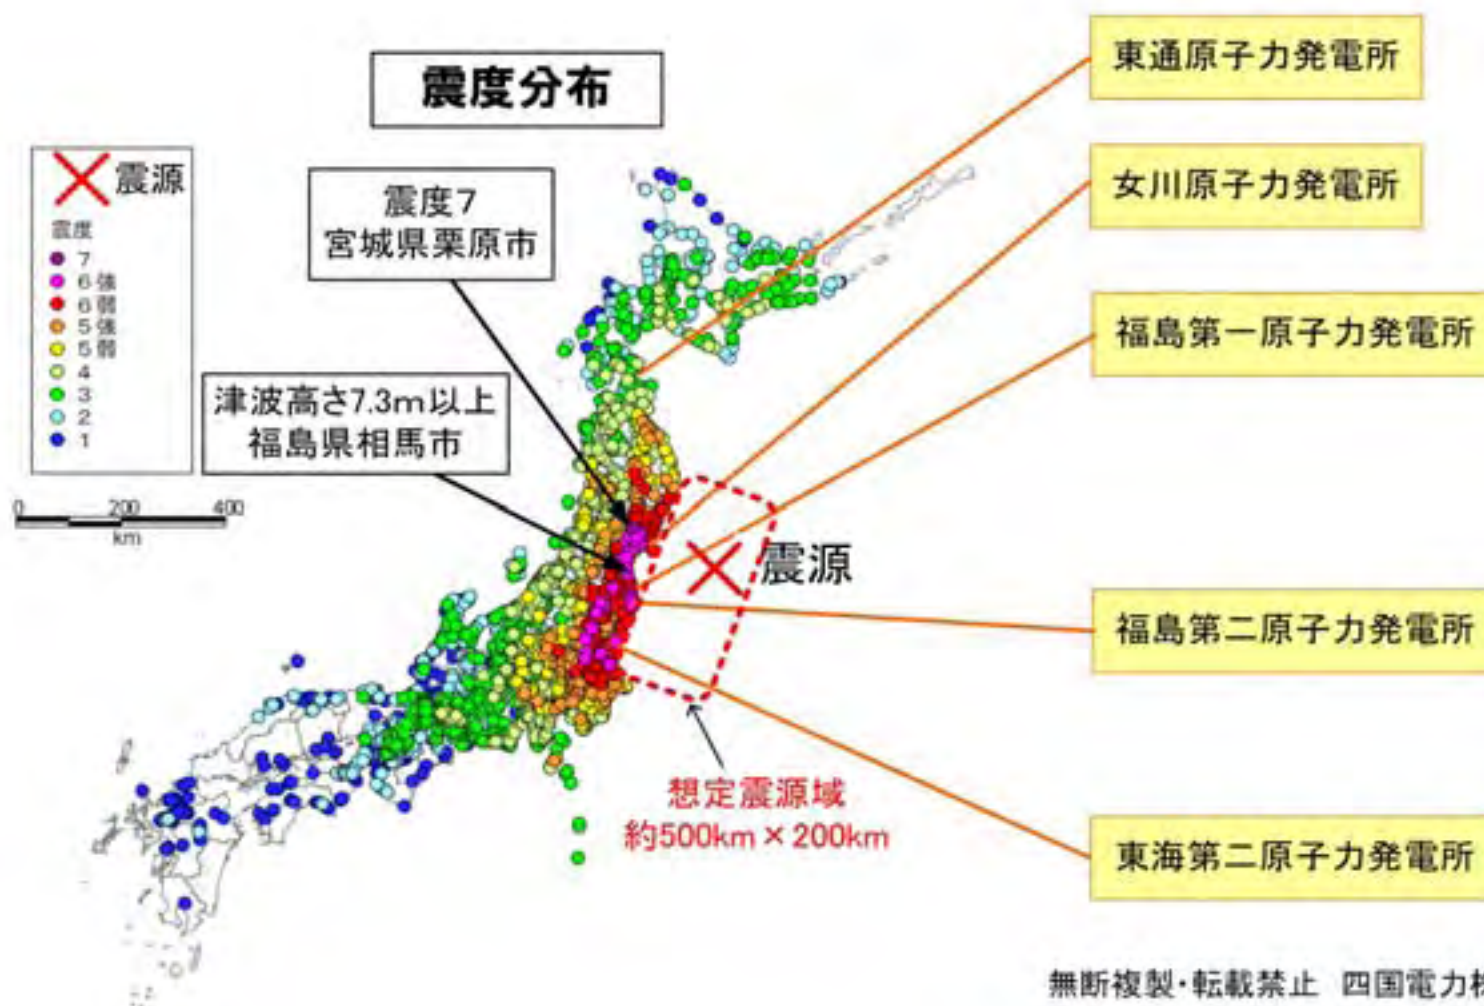 震度分布
東通原子力発電所
女川原子力発電所
福島第一原子力発電所
福島第二原子力発電所
東海第二原子力発電所
震源
震度
7
6強
6弱
5強
5弱
4
3
2
1
0 200 400
km
震度7
宮城県栗原市
津波高さ7.3m以上
福島県相馬市
震源
想定震源域
約500km×200km
無断複製・転載禁止 四国電力株